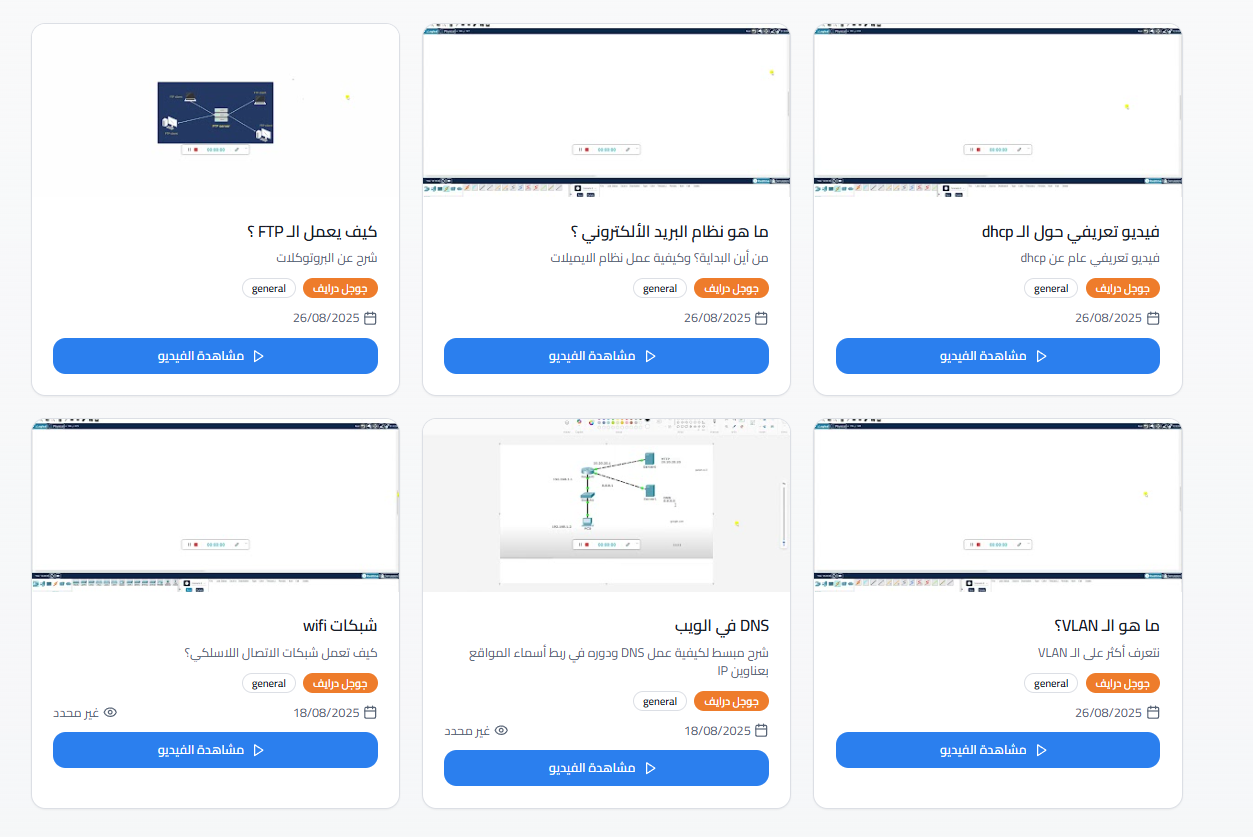 فيديو تعريفي حول الـ dhcp
فيديو تعريفي عام عن dhcp
جوجل درايف
general
26/08/2025
مشاهدة الفيديو
ما هو نظام البريد الألكتروني ؟
من أين البداية؟ وكيفية عمل نظام الايميلات
جوجل درايف
general
26/08/2025
مشاهدة الفيديو
كيف يعمل الـ FTP ؟
شرح عن البروتوكلات
جوجل درايف
general
26/08/2025
مشاهدة الفيديو
ما هو الـ VLAN؟
نتعرف أكثر على الـ VLAN
جوجل درايف
general
26/08/2025
مشاهدة الفيديو
DNS في الويب
شرح مبسط لكيفية عمل DNS ودوره في ربط أسماء المواقع
بعناوين IP
جوجل درايف
general
18/08/2025
غير محدد
مشاهدة الفيديو
شبكات wifi
كيف تعمل شبكات الاتصال اللاسلكي؟
جوجل درايف
general
18/08/2025
غير محدد
مشاهدة الفيديو